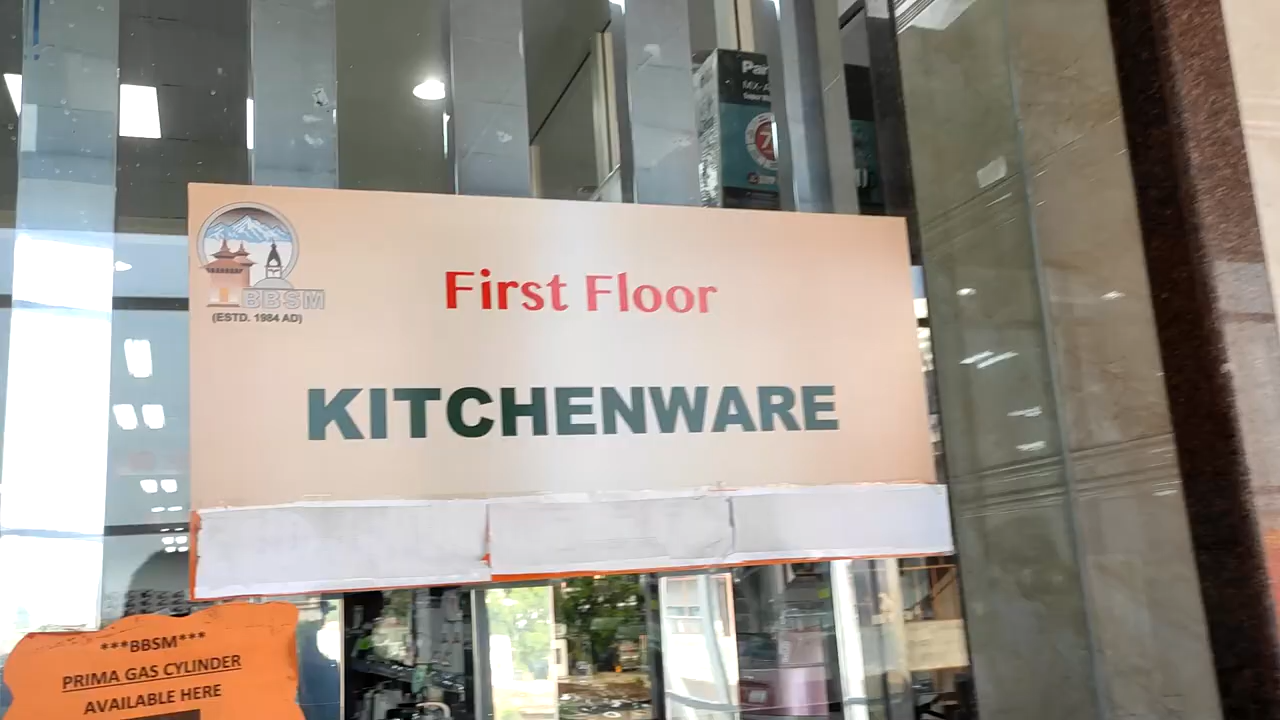 BBSM
(ESTD. 1984 AD)
First Floor
KITCHENWARE
***BBSM***
PRIMA GAS CYLINDER
AVAILABLE HERE